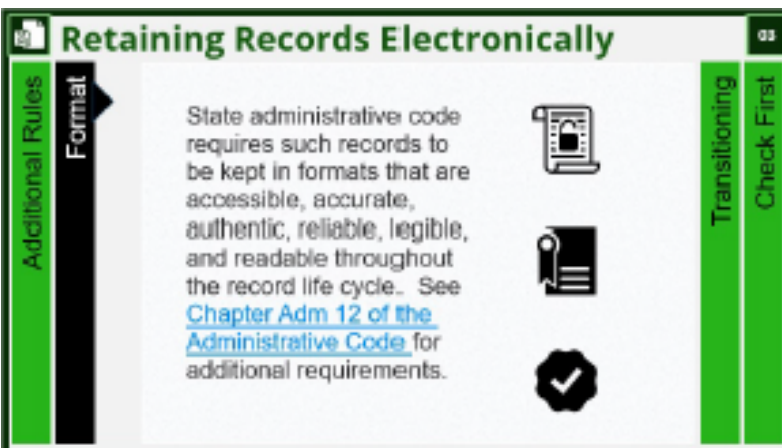 Retaining Records Electronically
03
Additional Rules
Format
State administrative code
requires such records to
be kept in formats that are
accessible, accurate,
authentic, reliable, legible,
and readable throughout
the record life cycle.  See
Chapter Adm 12 of the
Administrative Code for
additional requirements.
Transitioning
Check First